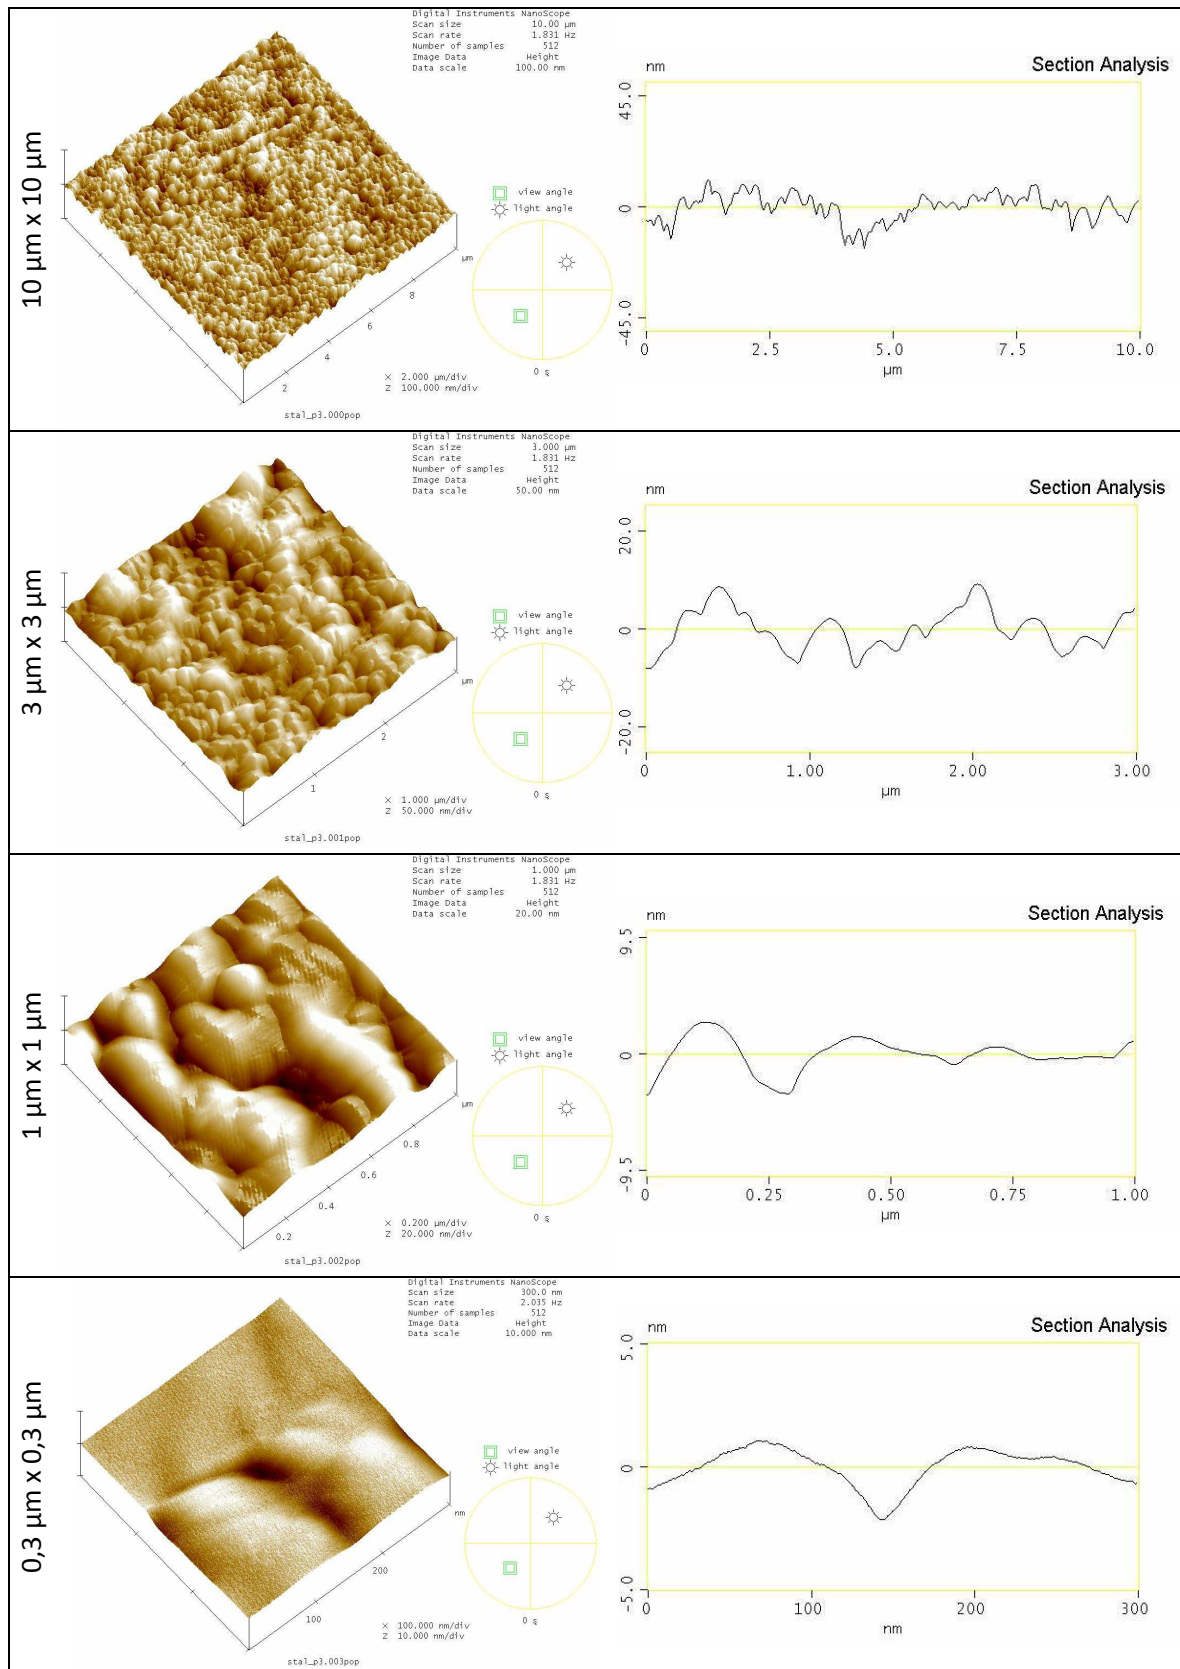 10 µm x 10 µm
Digital Instruments NanoScope
Scan size 10.00 µm
Scan rate 1.831 Hz
Number of samples 512
Image Data Height
Data scale 100.00 nm
view angle
light angle
0 §
µm
8
6
4
2
X 2.000 µm/div
Z 100.000 nm/div
stal_p3.000pop
nm
Section Analysis
45.0
0
-45.0
0 2.5 5.0 7.5 10.0
µm
3 µm x 3 µm
Digital Instruments NanoScope
Scan size 3.000 µm
Scan rate 1.831 Hz
Number of samples 512
Image Data Height
Data scale 50.00 nm
view angle
light angle
0 §
µm
2
1
X 1.000 µm/div
Z 50.000 nm/div
stal_p3.001pop
nm
Section Analysis
20.0
0
-20.0
0 1.00 2.00 3.00
µm
1 µm x 1 µm
Digital Instruments NanoScope
Scan size 1.000 µm
Scan rate 1.831 Hz
Number of samples 512
Image Data Height
Data scale 20.00 nm
view angle
light angle
0 §
µm
0.8
0.6
0.4
0.2
X 0.200 µm/div
Z 20.000 nm/div
stal_p3.002pop
nm
Section Analysis
9.5
0
-9.5
0 0.25 0.50 0.75 1.00
µm
0,3 µm x 0,3 µm
Digital Instruments NanoScope
Scan size 300.0 nm
Scan rate 2.035 Hz
Number of samples 512
Image Data Height
Data scale 10.000 nm
view angle
light angle
0 §
nm
200
100
X 100.000 nm/div
Z 10.000 nm/div
stal_p3.003pop
nm
Section Analysis
5.0
0
-5.0
0 100 200 300
nm